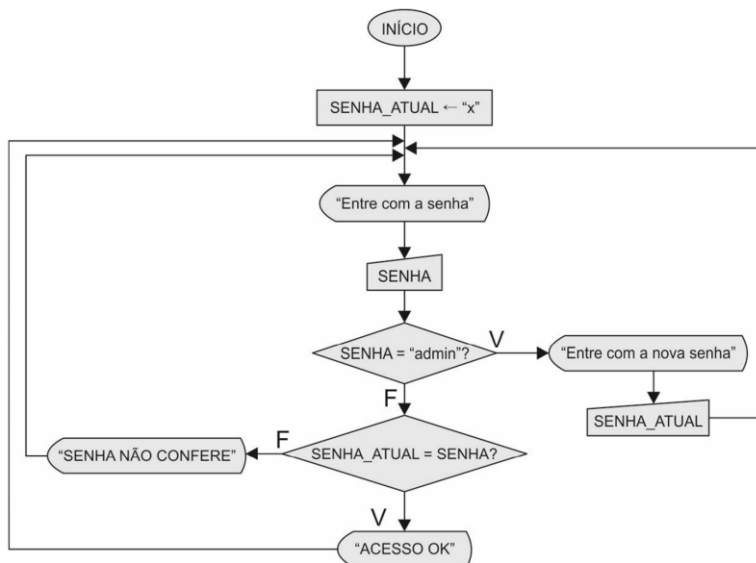 INÍCIO
SENHA_ATUAL ← “x”
“Entre com a senha”
SENHA
SENHA = “admin”?
V
“Entre com a nova senha”
F
SENHA_ATUAL
SENHA_ATUAL = SENHA?
F
“SENHA NÃO CONFERE”
V
“ACESSO OK”